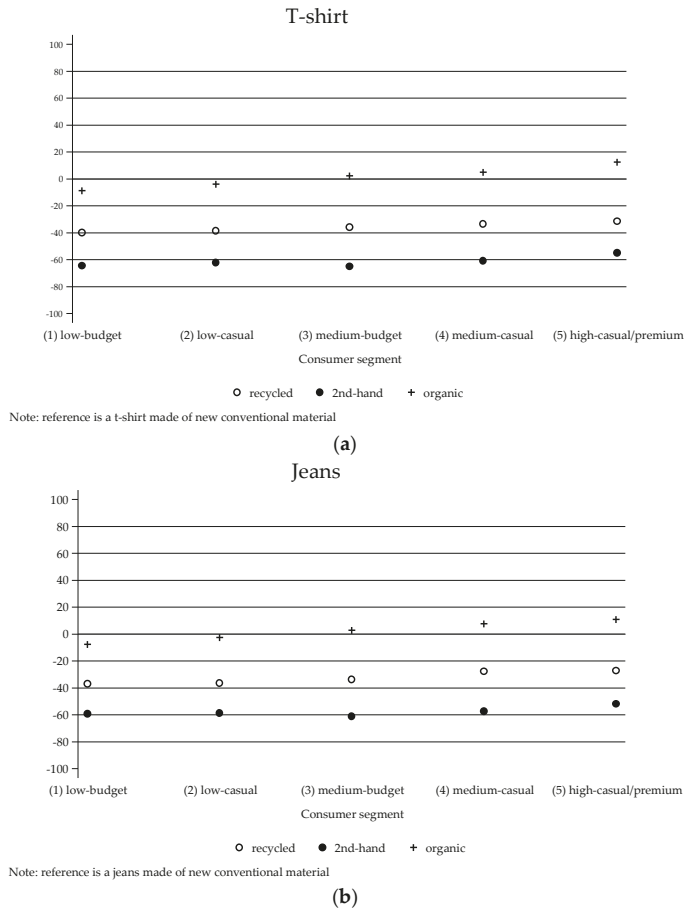 T-shirt
100
80
60
40
20
0
-20
-40
-60
-80
-100
(1) low-budget (2) low-casual (3) medium-budget (4) medium-casual (5) high-casual/premium
Consumer segment
recycled 2nd-hand organic
Note: reference is a t-shirt made of new conventional material
(a)
Jeans
100
80
60
40
20
0
-20
-40
-60
-80
-100
(1) low-budget (2) low-casual (3) medium-budget (4) medium-casual (5) high-casual/premium
Consumer segment
recycled 2nd-hand organic
Note: reference is a jeans made of new conventional material
(b)